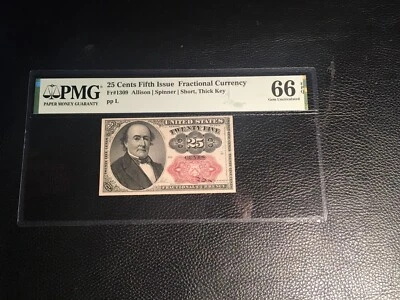 PMG
PAPER MONEY GUARANTY
25 Cents Fifth Issue Fractional Currency
Fr#1309 Allison | Spinner | Short, Thick Key
pp L
66 EPQ
Gem Uncirculated
UNITED STATES
TWENTY FIVE
25
CENTS
FRACTIONAL CURRENCY